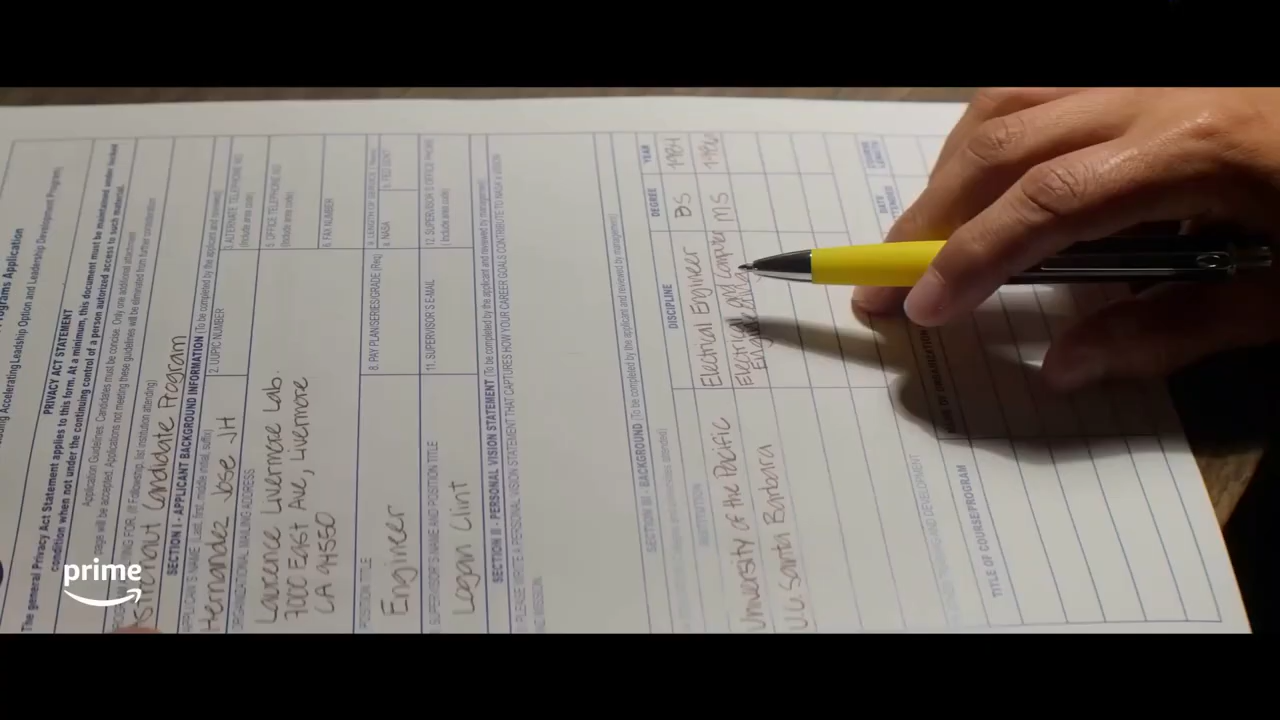 Programs Application
Accelerating Leadership Option and Leadership Development Program)
PRIVACY ACT STATEMENT
The general Privacy Act Statement applies to this form. At a minimum, this document must be maintained under locked
condition when not under the continuing control of a person authorized access to such material.
Application Guidelines: Candidates must be concise. Only one additional attachment
page will be accepted. Applications not meeting these guidelines will be eliminated from further consideration
FOR (If Fellowship, list institution attending)
Astronaut Candidate Program
SECTION I - APPLICANT BACKGROUND INFORMATION (To be completed by the applicant and reviewed)
APPLICAN'S NAME (Last, first, middle initial, suffix)
Hernandez Jose JH
2. UUPIC NUMBER
3. ALTERNATE TELEPHONE NO.
(Include area code)
ORGANIZATIONAL MAILING ADDRESS
Lawrence Livermore Lab.
7000 East Ave, Livermore
CA 94550
5. OFFICE TELEPHONE NO
(Include area code)
6. FAX NUMBER
POSITION TITLE
Engineer
8. PAY PLAN/SERIES/GRADE (Req)
9. LENGTH OF SERVICE (Years)
a. NASA
b. FED GOVT
SUPERVISOR'S NAME AND POSITION TITLE
Logan Clint
11. SUPERVISOR'S E-MAIL
12. SUPERVISOR'S OFFICE PHONE
(Include area code)
SECTION II - PERSONAL VISION STATEMENT (To be completed by the applicant and reviewed by management)
PLEASE WRITE A PERSONAL VISION STATEMENT THAT CAPTURES HOW YOUR CAREER GOALS CONTRIBUTE TO NASA's VISION
MISSION.
SECTION III - BACKGROUND (To be completed by the applicant and reviewed by management)
INSTITUTION
DISCIPLINE
DEGREE
YEAR
University of the Pacific
Electrical Engineer
BS
1984
U.C. Santa Barbara
Electrical and Computer
Engineering
MS
1986
TRAINING AND DEVELOPMENT
TITLE OF COURSE/PROGRAM
NAME OF ORGANIZATION
DATE
ATTENDED
COURSE
LENGTH
prime